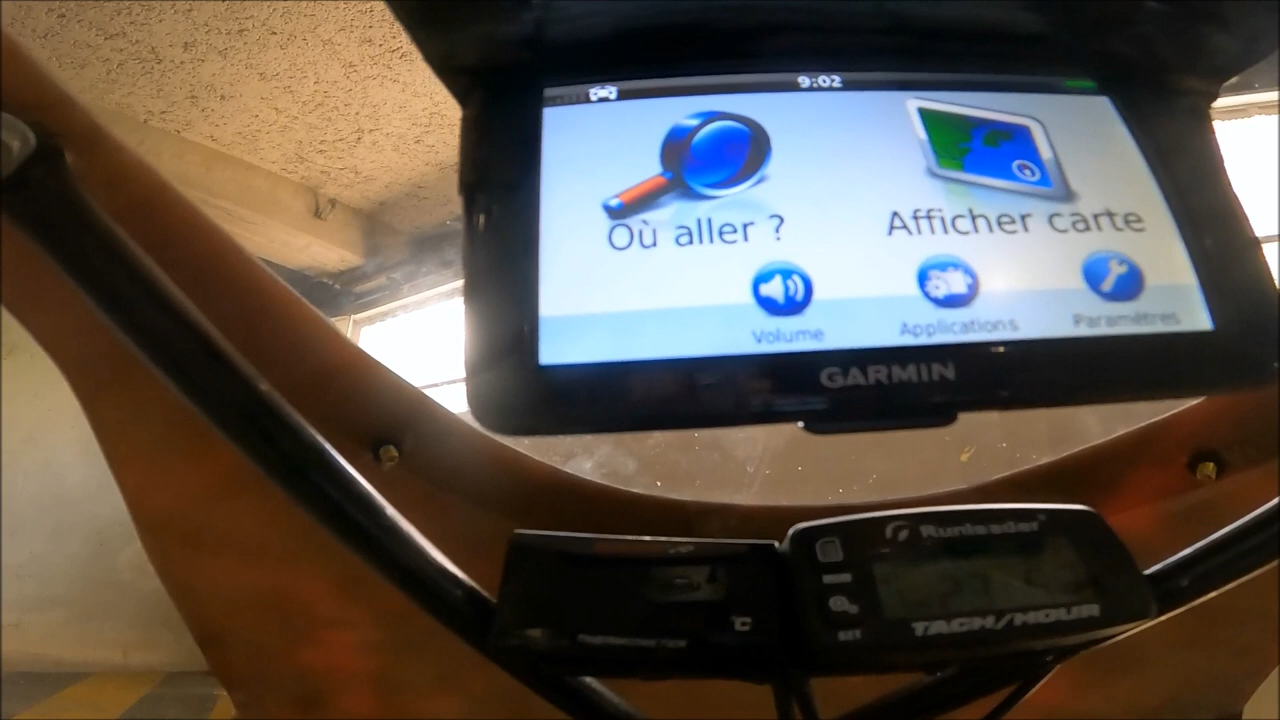 9:02
Où aller ?
Afficher carte
Volume
Applications
Paramètres
GARMIN
Runleader
°C
SET
TACH/HOUR